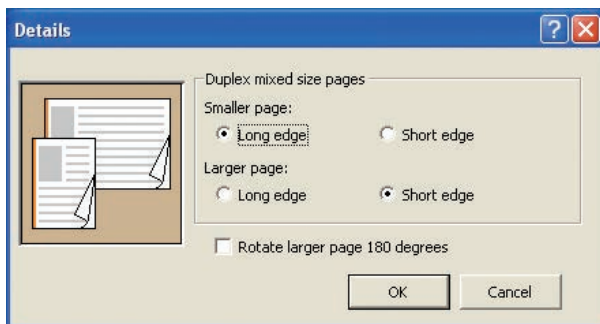 Details
Duplex mixed size pages
Smaller page:
Long edge Short edge
Larger page:
Long edge Short edge
Rotate larger page 180 degrees
OK Cancel